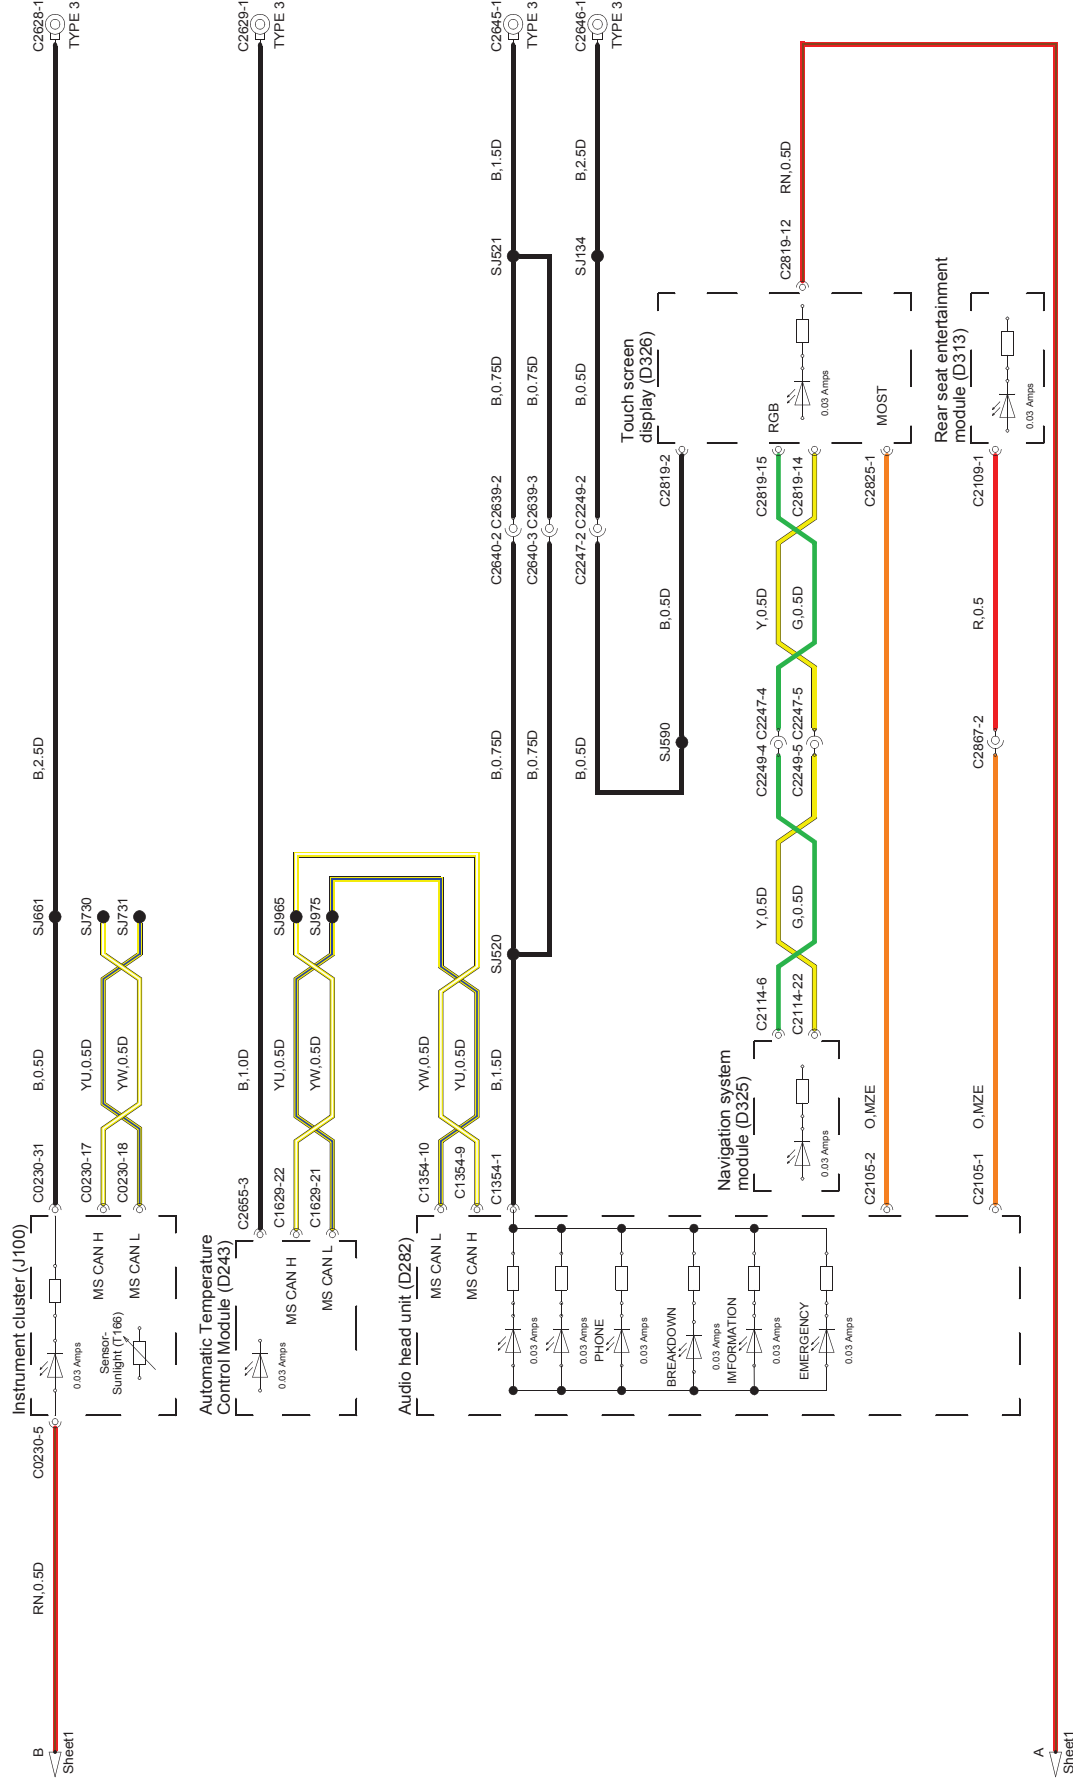 C2628-1
TYPE 3
B,2.5D
SJ661
B,0.5D
C0230-31
SJ730
SJ731
YU,0.5D
YW,0.5D
C0230-17
C0230-18
Instrument cluster (J100)
MS CAN H
MS CAN L
0.03 Amps
Sensor-
Sunlight (T166)
C0230-5
RN,0.5D
B
Sheet1
C2629-1
TYPE 3
B,1.0D
C2655-3
SJ965
SJ975
YU,0.5D
YW,0.5D
C1629-22
C1629-21
Automatic Temperature
Control Module (D243)
MS CAN H
MS CAN L
0.03 Amps
C2645-1
TYPE 3
B,1.5D
SJ521
B,0.75D
B,0.75D
C2640-2 C2639-2
C2640-3 C2639-3
B,0.75D
B,0.75D
SJ520
YW,0.5D
YU,0.5D
B,1.5D
C1354-10
C1354-9
C1354-1
Audio head unit (D282)
MS CAN L
MS CAN H
0.03 Amps
0.03 Amps
PHONE
0.03 Amps
BREAKDOWN
0.03 Amps
IMFORMATION
0.03 Amps
EMERGENCY
0.03 Amps
C2646-1
TYPE 3
B,2.5D
SJ134
B,0.5D
C2247-2 C2249-2
B,0.5D
SJ590
B,0.5D
C2819-2
Touch screen
display (D326)
RGB
0.03 Amps
MOST
C2819-12
RN,0.5D
C2819-15
C2819-14
Y,0.5D
G,0.5D
C2249-4 C2247-4
C2249-5 C2247-5
Y,0.5D
G,0.5D
C2114-6
C2114-22
Navigation system
module (D325)
0.03 Amps
C2825-1
O,MZE
C2105-2
Rear seat entertainment
module (D313)
0.03 Amps
C2109-1
R,0.5
C2867-2
O,MZE
C2105-1
A
Sheet1